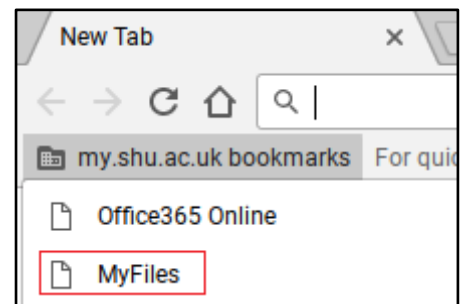 New Tab
my.shu.ac.uk bookmarks For quic
Office365 Online
MyFiles